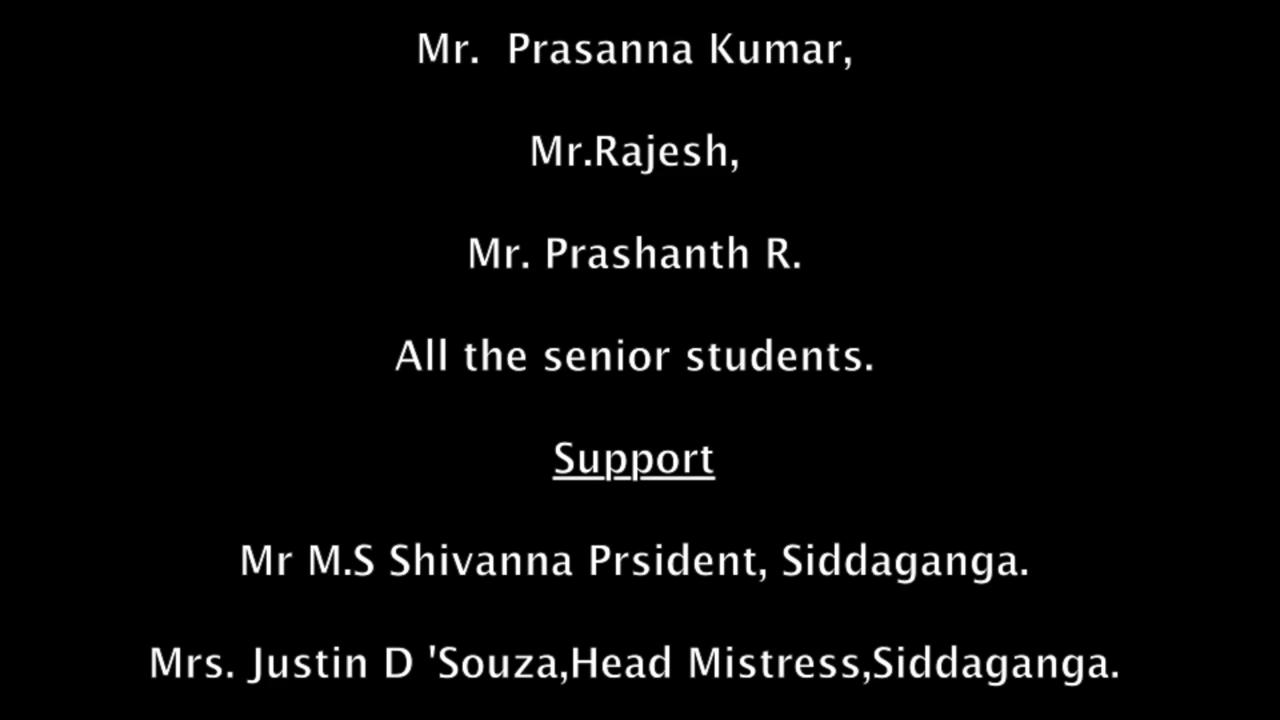 Mr.  Prasanna Kumar,
Mr.Rajesh,
Mr. Prashanth R.
All the senior students.
Support
Mr M.S Shivanna Prsident, Siddaganga.
Mrs. Justin D 'Souza,Head Mistress,Siddaganga.